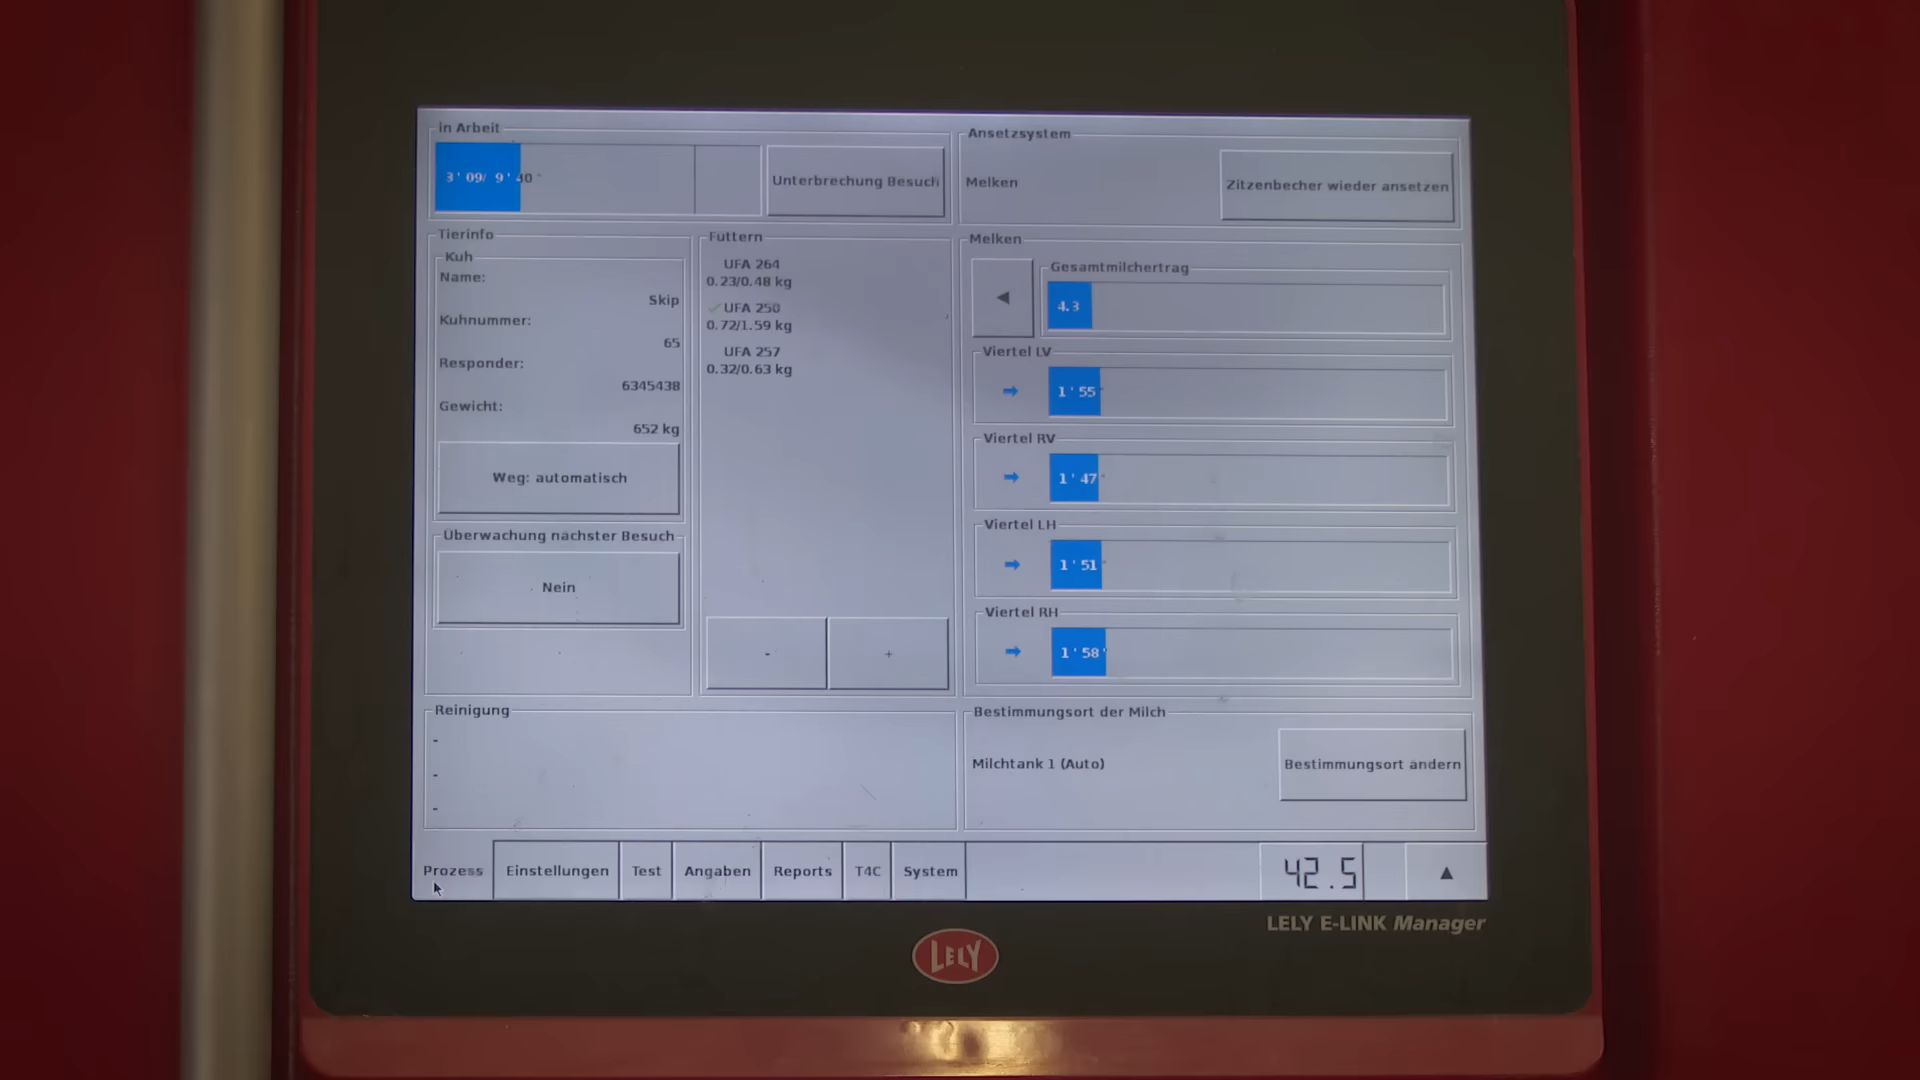 in Arbeit
3' 09/ 9' 40"
Unterbrechung Besuch
Ansetzsystem
Melken
Zitzenbecher wieder ansetzen
Tierinfo
Kuh
Name:
Skip
Kuhnummer:
65
Responder:
6345438
Gewicht:
652 kg
Weg: automatisch
Überwachung nächster Besuch
Nein
Füttern
UFA 264
0.23/0.48 kg
UFA 250
0.72/1.59 kg
UFA 257
0.32/0.63 kg
-
+
Melken
Gesamtmilchertrag
4.3
Viertel LV
1' 55"
Viertel RV
1' 47"
Viertel LH
1' 51"
Viertel RH
1' 58"
Reinigung
-
-
-
Bestimmungsort der Milch
Milchtank 1 (Auto)
Bestimmungsort ändern
Prozess
Einstellungen
Test
Angaben
Reports
T4C
System
42.5
LELY E-LINK Manager
LELY